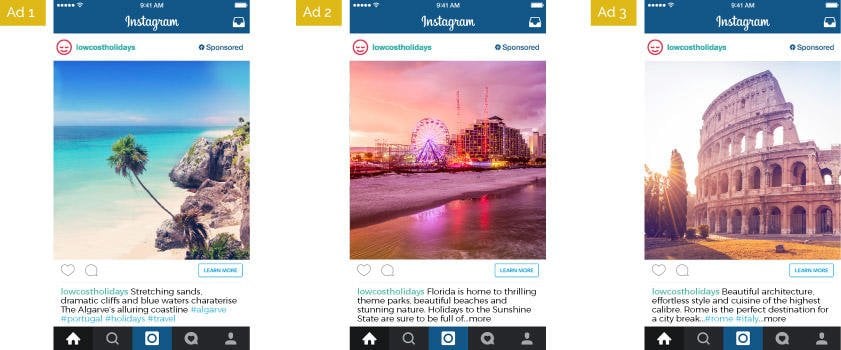 Ad 1
9:41 AM
Instagram
lowcostholidays
Sponsored
LEARN MORE
lowcostholidays Stretching sands,
dramatic cliffs and blue waters charaterise
The Algarve's alluring coastline #algarve
#portugal #holidays #travel
Ad 2
9:41 AM
Instagram
lowcostholidays
Sponsored
LEARN MORE
lowcostholidays Florida is home to thrilling
theme parks, beautiful beaches and
stunning nature. Holidays to the Sunshine
State are sure to be full of...more
Ad 3
9:41 AM
Instagram
lowcostholidays
Sponsored
LEARN MORE
lowcostholidays Beautiful architecture,
effortless style and cuisine of the highest
calibre. Rome is the perfect destination for
a city break...#rome #italy...more